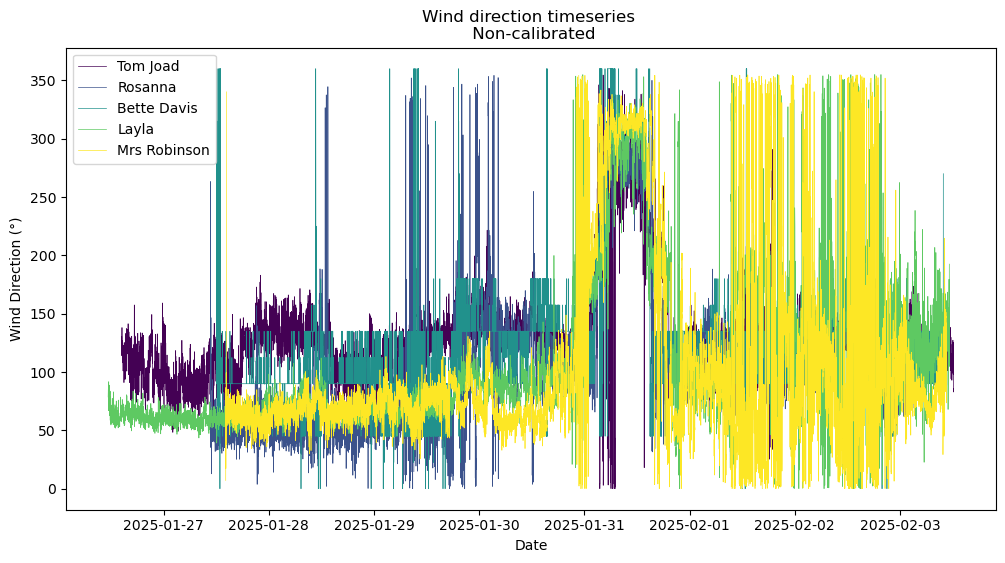 Wind direction timeseries
Non-calibrated
Tom Joad
Rosanna
Bette Davis
Layla
Mrs Robinson
Wind Direction (°)
350
300
250
200
150
100
50
0
2025-01-27
2025-01-28
2025-01-29
2025-01-30
2025-01-31
2025-02-01
2025-02-02
2025-02-03
Date